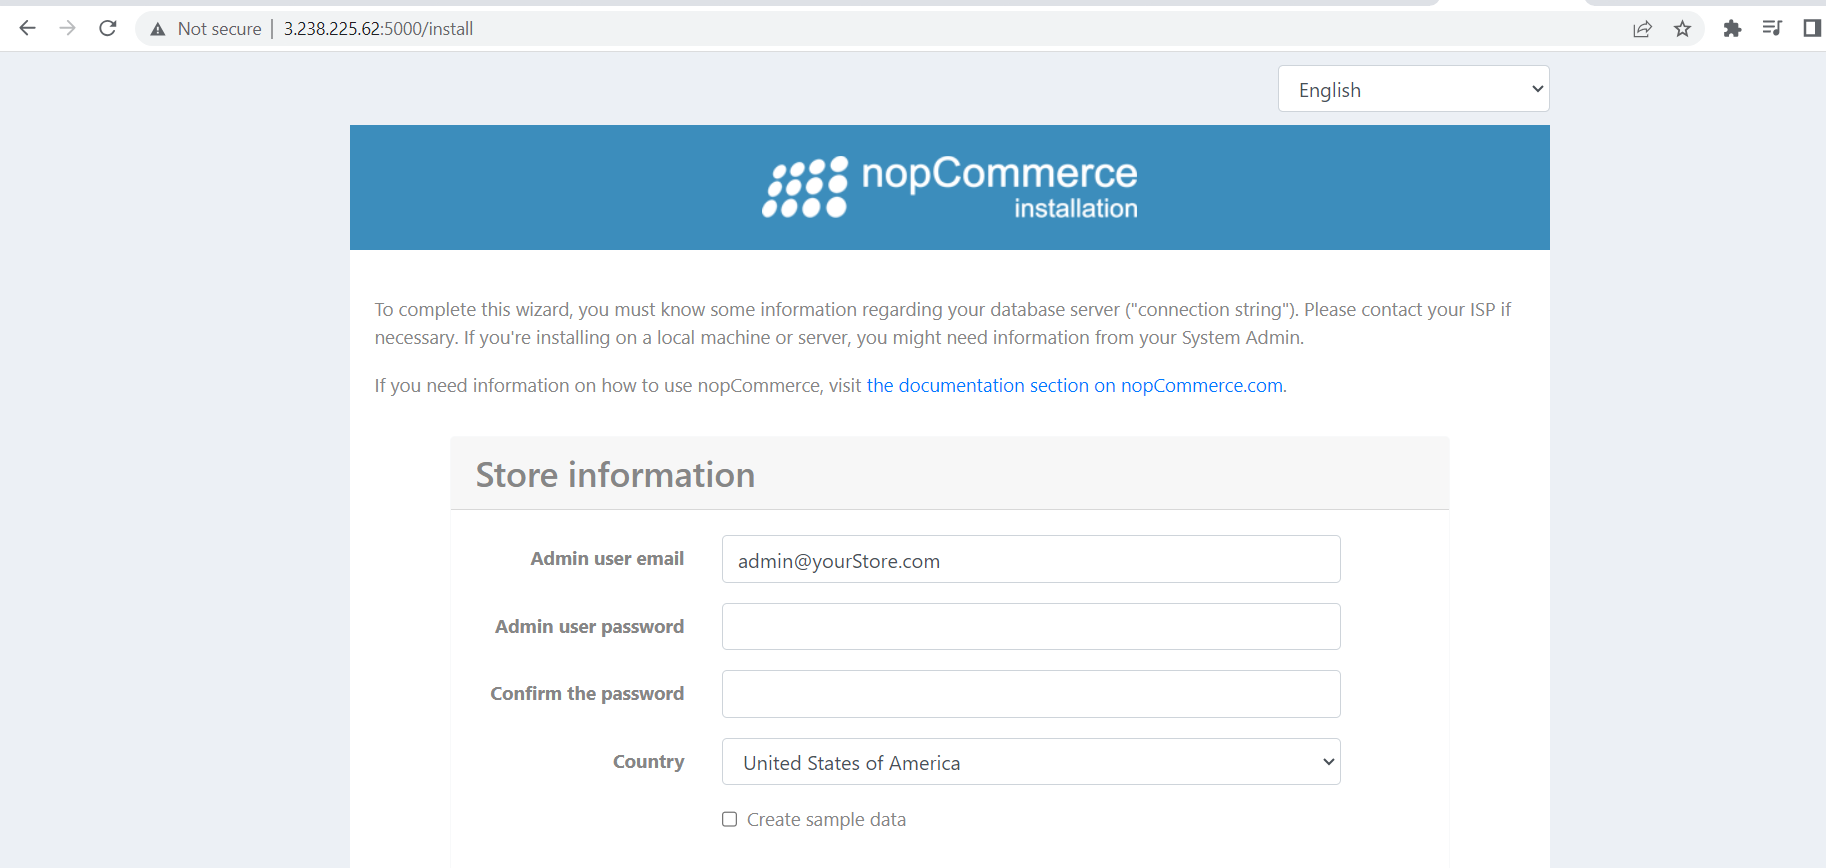 Not secure | 3.238.225.62:5000/install
English
nopCommerce
installation
To complete this wizard, you must know some information regarding your database server ("connection string"). Please contact your ISP if
necessary. If you're installing on a local machine or server, you might need information from your System Admin.
If you need information on how to use nopCommerce, visit the documentation section on nopCommerce.com.
Store information
Admin user email
admin@yourStore.com
Admin user password
Confirm the password
Country
United States of America
Create sample data